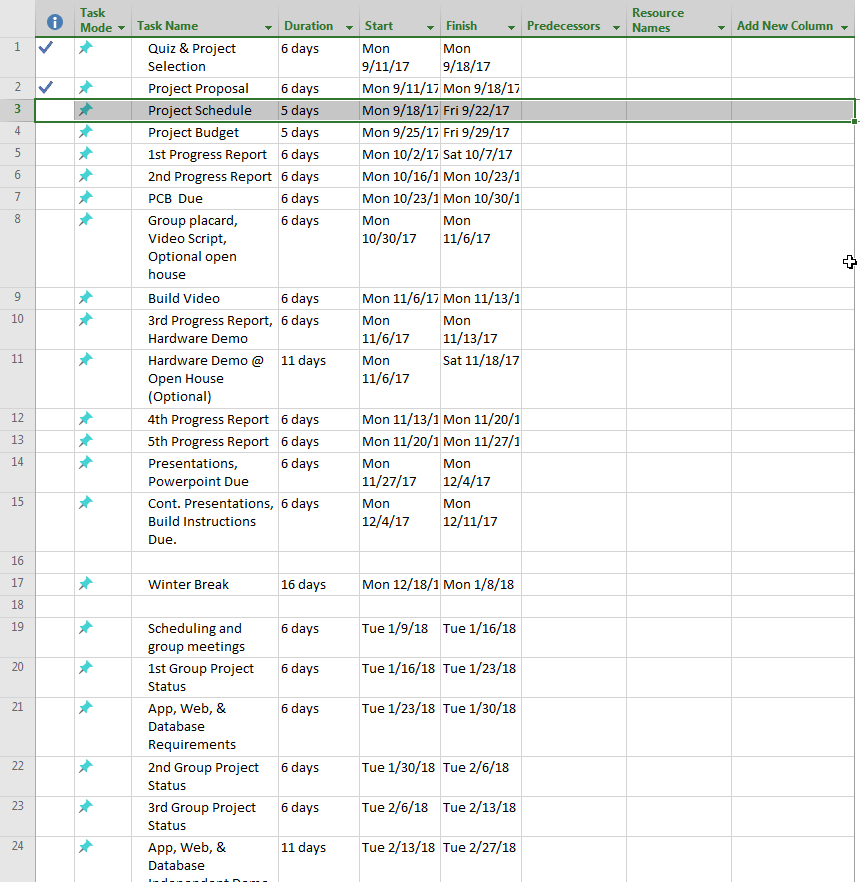 Task Mode Task Name Duration Start Finish Predecessors Resource Names Add New Column
1 Quiz & Project Selection 6 days Mon 9/11/17 Mon 9/18/17
2 Project Proposal 6 days Mon 9/11/17 Mon 9/18/17
3 Project Schedule 5 days Mon 9/18/17 Fri 9/22/17
4 Project Budget 5 days Mon 9/25/17 Fri 9/29/17
5 1st Progress Report 6 days Mon 10/2/17 Sat 10/7/17
6 2nd Progress Report 6 days Mon 10/16/1 Mon 10/23/1
7 PCB Due 6 days Mon 10/23/1 Mon 10/30/1
8 Group placard, Video Script, Optional open house 6 days Mon 10/30/17 Mon 11/6/17
9 Build Video 6 days Mon 11/6/17 Mon 11/13/1
10 3rd Progress Report, Hardware Demo 6 days Mon 11/6/17 Mon 11/13/17
11 Hardware Demo @ Open House (Optional) 11 days Mon 11/6/17 Sat 11/18/17
12 4th Progress Report 6 days Mon 11/13/1 Mon 11/20/1
13 5th Progress Report 6 days Mon 11/20/1 Mon 11/27/1
14 Presentations, Powerpoint Due 6 days Mon 11/27/17 Mon 12/4/17
15 Cont. Presentations, Build Instructions Due. 6 days Mon 12/4/17 Mon 12/11/17
16
17 Winter Break 16 days Mon 12/18/1 Mon 1/8/18
18
19 Scheduling and group meetings 6 days Tue 1/9/18 Tue 1/16/18
20 1st Group Project Status 6 days Tue 1/16/18 Tue 1/23/18
21 App, Web, & Database Requirements 6 days Tue 1/23/18 Tue 1/30/18
22 2nd Group Project Status 6 days Tue 1/30/18 Tue 2/6/18
23 3rd Group Project Status 6 days Tue 2/6/18 Tue 2/13/18
24 App, Web, & Database 11 days Tue 2/13/18 Tue 2/27/18